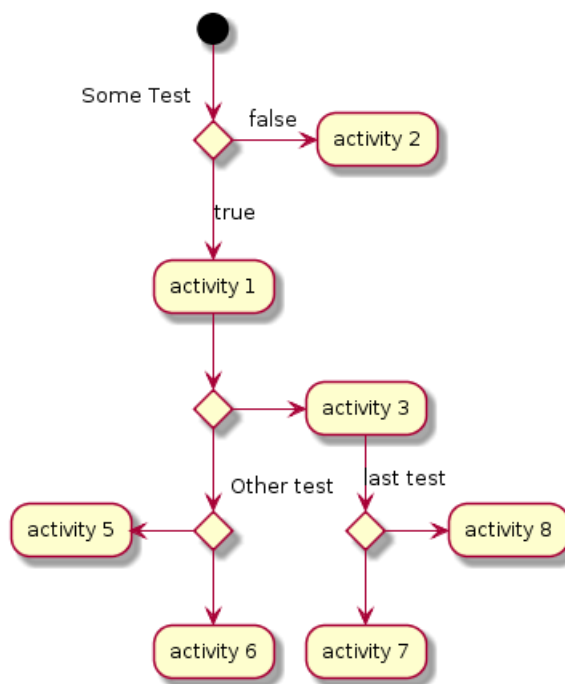 Some Test
false
activity 2
true
activity 1
activity 3
Other test
last test
activity 5
activity 8
activity 6
activity 7